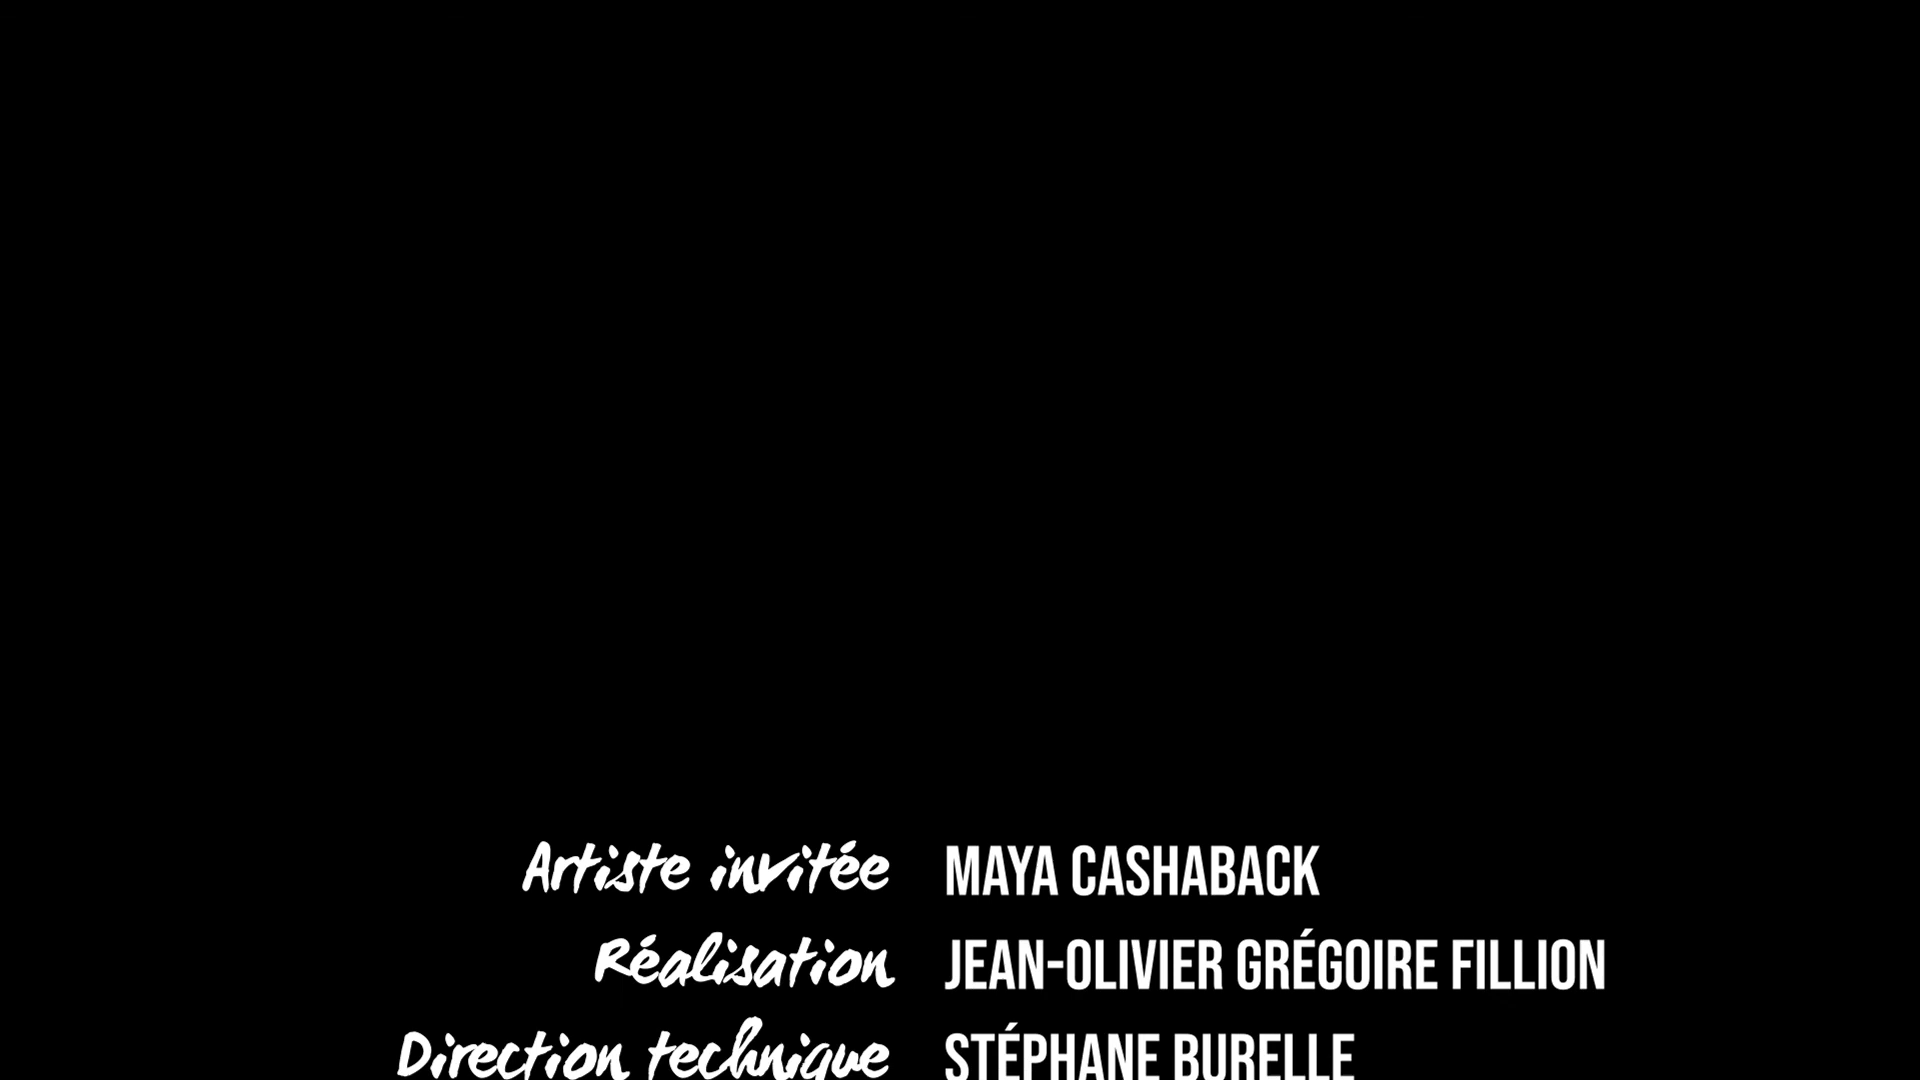 Artiste invitée MAYA CASHABACK
Réalisation JEAN-OLIVIER GRÉGOIRE FILLION
Direction technique STÉPHANE BURELLE